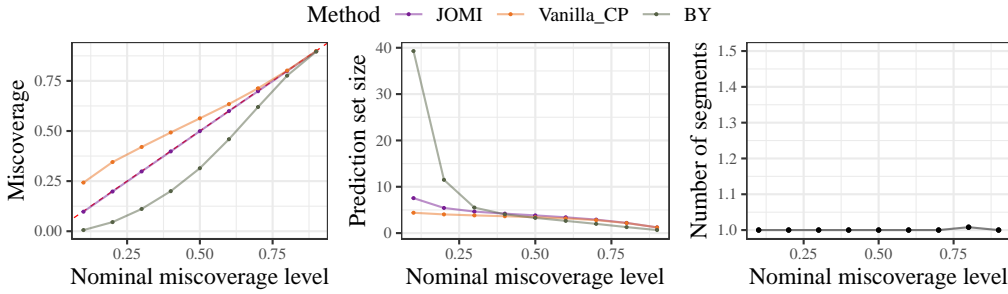 Method JOMI Vanilla_CP BY
Miscoverage
0.75
0.50
0.25
0.00
0.25 0.50 0.75
Nominal miscoverage level
Prediction set size
40
30
20
10
0
0.25 0.50 0.75
Nominal miscoverage level
Number of segments
1.5
1.4
1.3
1.2
1.1
1.0
0.25 0.50 0.75
Nominal miscoverage level